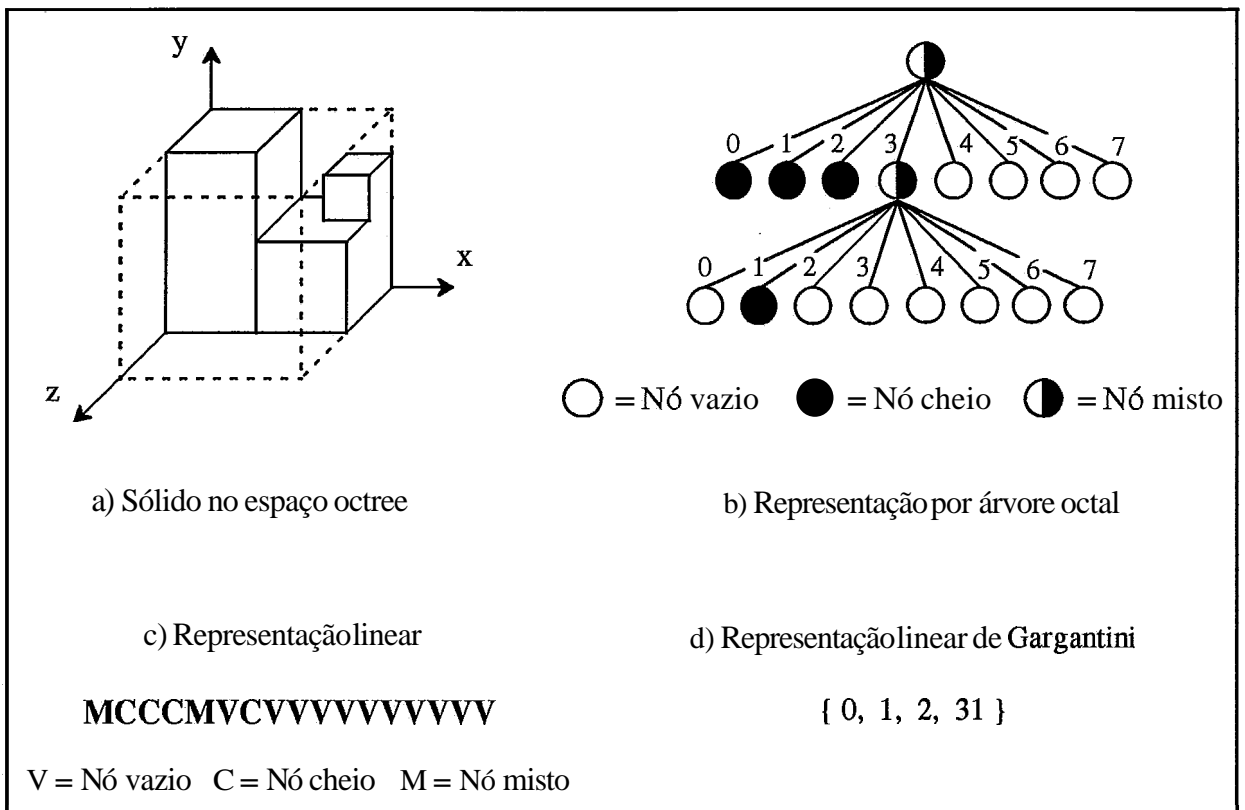 y
x
z
a) Sólido no espaço octree
0 1 2 3 4 5 6 7
0 1 2 3 4 5 6 7
= Nó vazio = Nó cheio = Nó misto
b) Representação por árvore octal
c) Representação linear
MCCCMVCVVVVVVVVVV
V = Nó vazio C = Nó cheio M = Nó misto
d) Representação linear de Gargantini
{ 0, 1, 2, 31 }